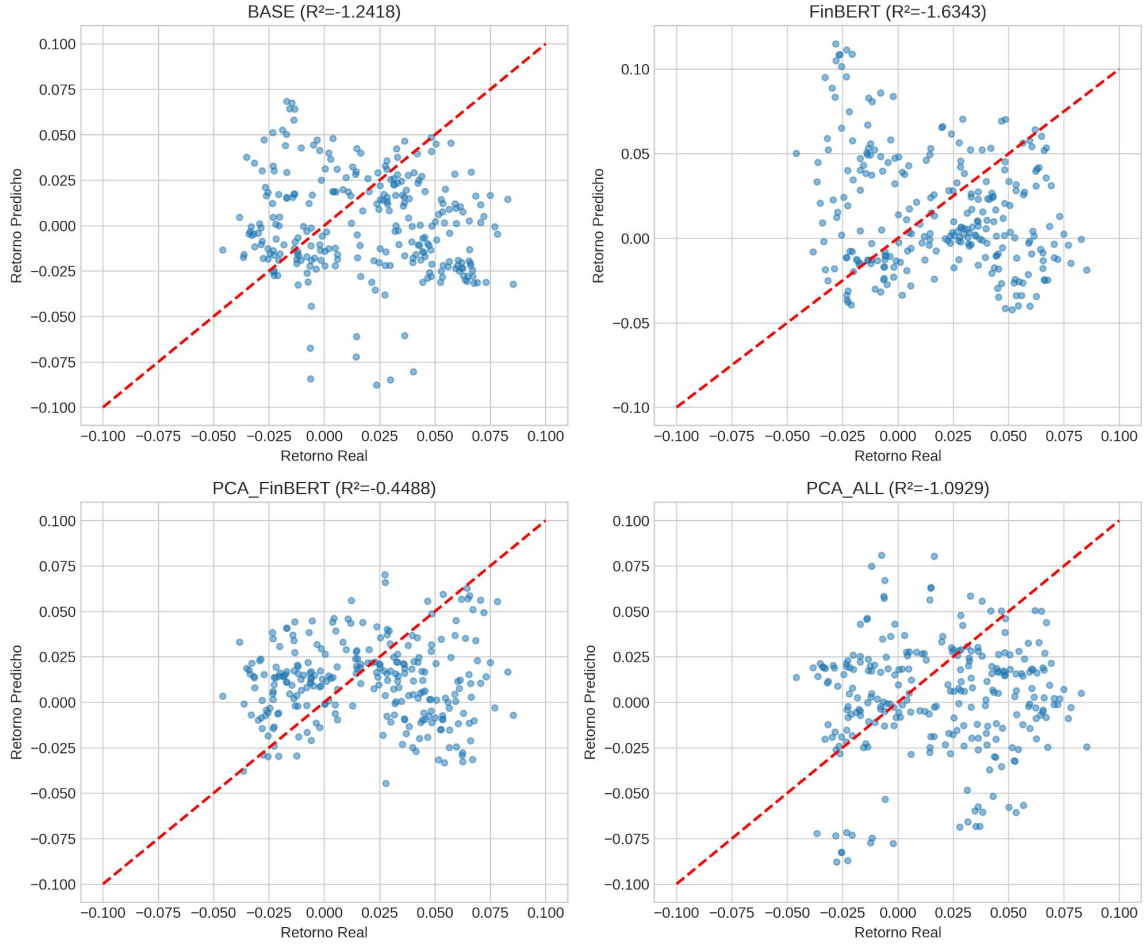 BASE (R²=-1.2418)
0.100
0.075
0.050
0.025
0.000
−0.025
−0.050
−0.075
−0.100
Retorno Predicho
−0.100 −0.075 −0.050 −0.025 0.000 0.025 0.050 0.075 0.100
Retorno Real
FinBERT (R²=-1.6343)
0.10
0.05
0.00
−0.05
−0.10
Retorno Predicho
−0.100 −0.075 −0.050 −0.025 0.000 0.025 0.050 0.075 0.100
Retorno Real
PCA_FinBERT (R²=-0.4488)
0.100
0.075
0.050
0.025
0.000
−0.025
−0.050
−0.075
−0.100
Retorno Predicho
−0.100 −0.075 −0.050 −0.025 0.000 0.025 0.050 0.075 0.100
Retorno Real
PCA_ALL (R²=-1.0929)
0.100
0.075
0.050
0.025
0.000
−0.025
−0.050
−0.075
−0.100
Retorno Predicho
−0.100 −0.075 −0.050 −0.025 0.000 0.025 0.050 0.075 0.100
Retorno Real